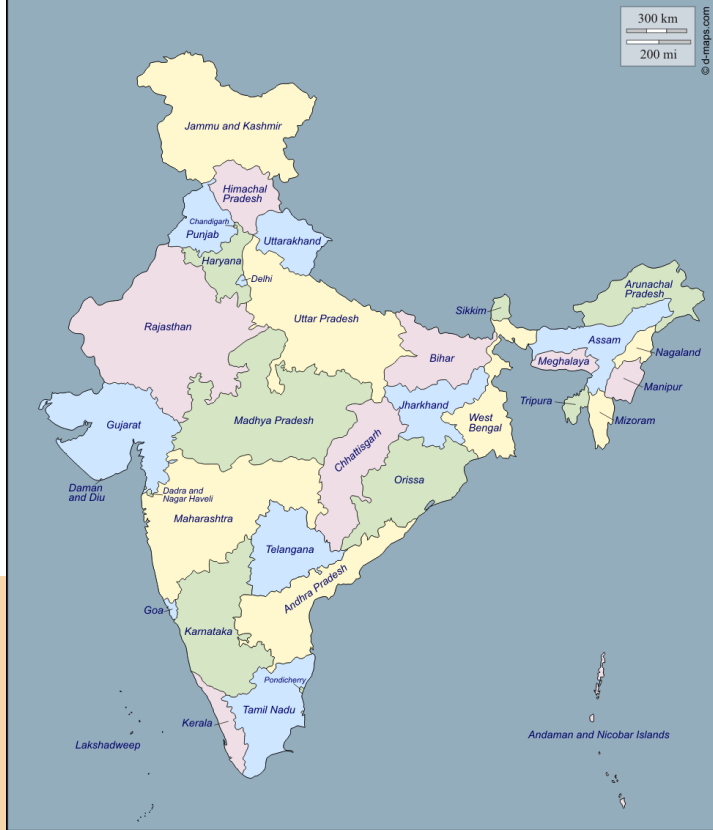 300 km
200 mi
© d-maps.com
Jammu and Kashmir
Himachal
Pradesh
Chandigarh
Punjab
Uttarakhand
Haryana
Delhi
Arunachal
Pradesh
Sikkim
Uttar Pradesh
Rajasthan
Assam
Nagaland
Bihar
Meghalaya
Manipur
Jharkhand
Tripura
Mizoram
Gujarat
Madhya Pradesh
West
Bengal
Chhattisgarh
Orissa
Daman
and Diu
Dadra and
Nagar Haveli
Maharashtra
Telangana
Andhra Pradesh
Goa
Karnataka
Pondicherry
Tamil Nadu
Kerala
Lakshadweep
Andaman and Nicobar Islands